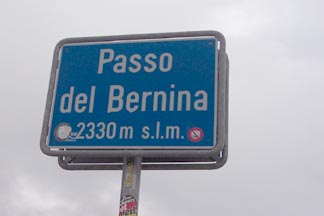 Passo
del Bernina
2330 m s.l.m.